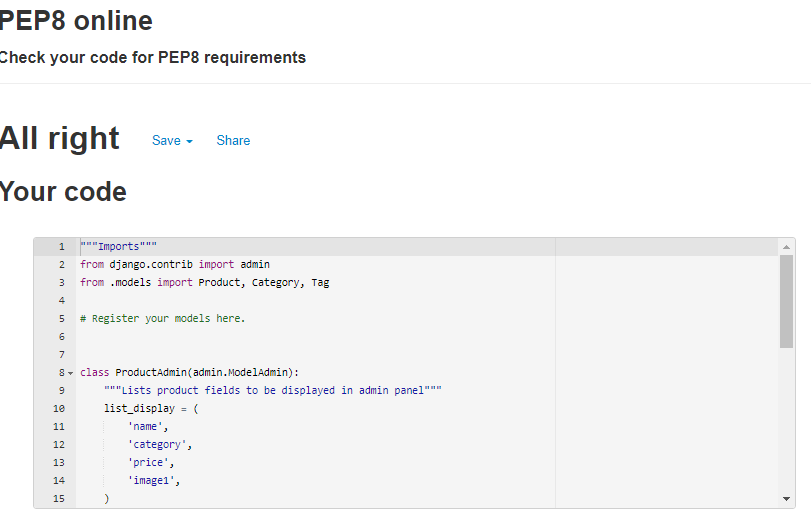 PEP8 online
Check your code for PEP8 requirements
All right Save Share
Your code
1 """Imports"""
2 from django.contrib import admin
3 from .models import Product, Category, Tag
4
5 # Register your models here.
6
7
8 class ProductAdmin(admin.ModelAdmin):
9 """Lists product fields to be displayed in admin panel"""
10 list_display = (
11 'name',
12 'category',
13 'price',
14 'image1',
15 )